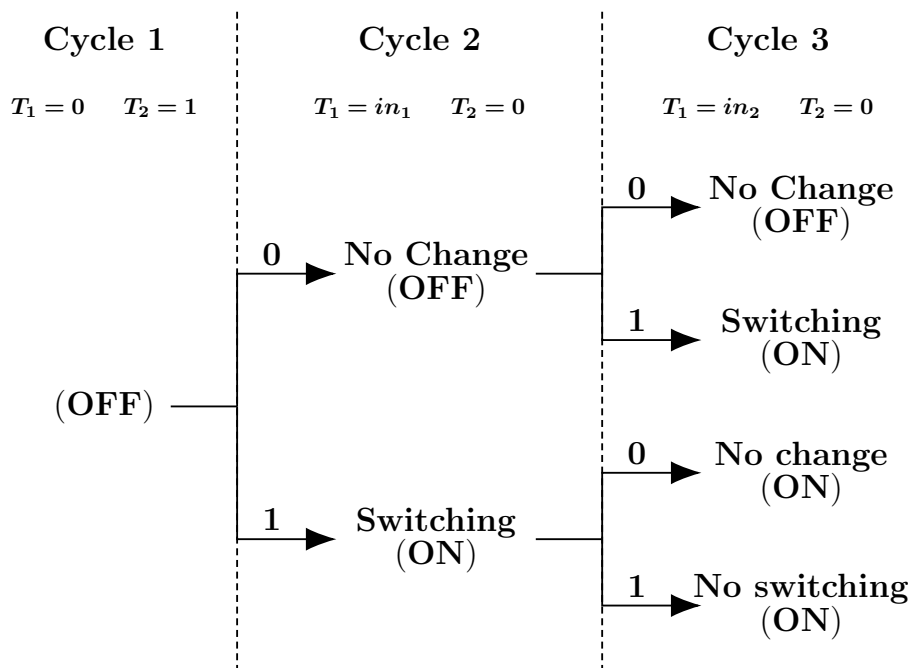 Cycle 1 Cycle 2 Cycle 3
T₁ = 0 T₂ = 1 T₁ = in₁ T₂ = 0 T₁ = in₂ T₂ = 0
0 No Change
(OFF)
0 No Change
(OFF)
1 Switching
(ON)
(OFF)
0 No change
(ON)
1 Switching
(ON)
1 No switching
(ON)